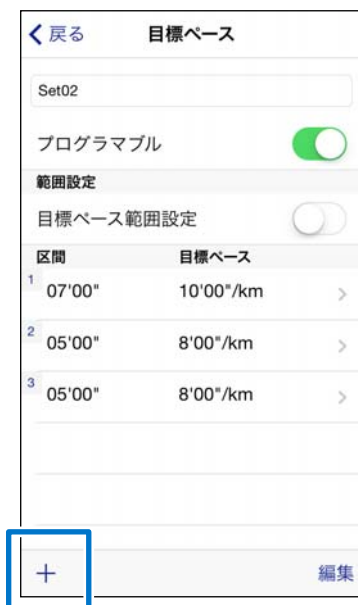 戻る 目標ペース
Set02
プログラマブル
範囲設定
目標ペース範囲設定
区間 目標ペース
1 07'00" 10'00"/km
2 05'00" 8'00"/km
3 05'00" 8'00"/km
+ 編集